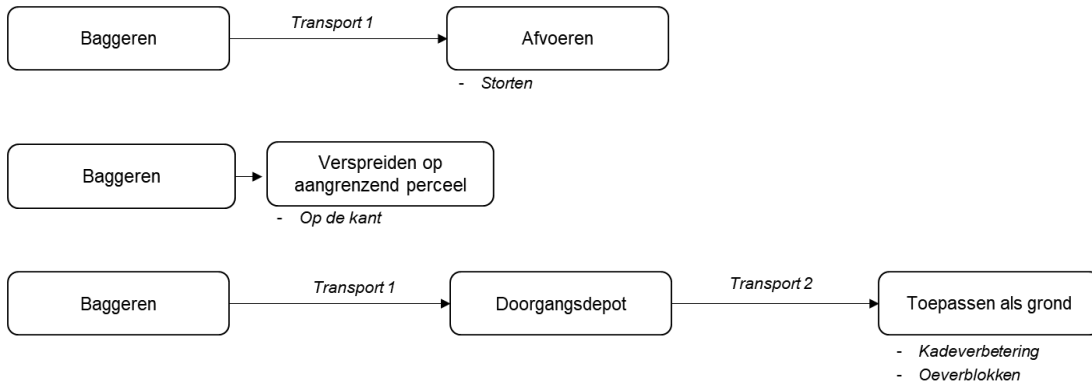 Baggeren
Transport 1
Afvoeren
- Storten
Baggeren
Verspreiden op
aangrenzend perceel
- Op de kant
Baggeren
Transport 1
Doorgangsdepot
Transport 2
Toepassen als grond
- Kadeverbetering
- Oeverblokken